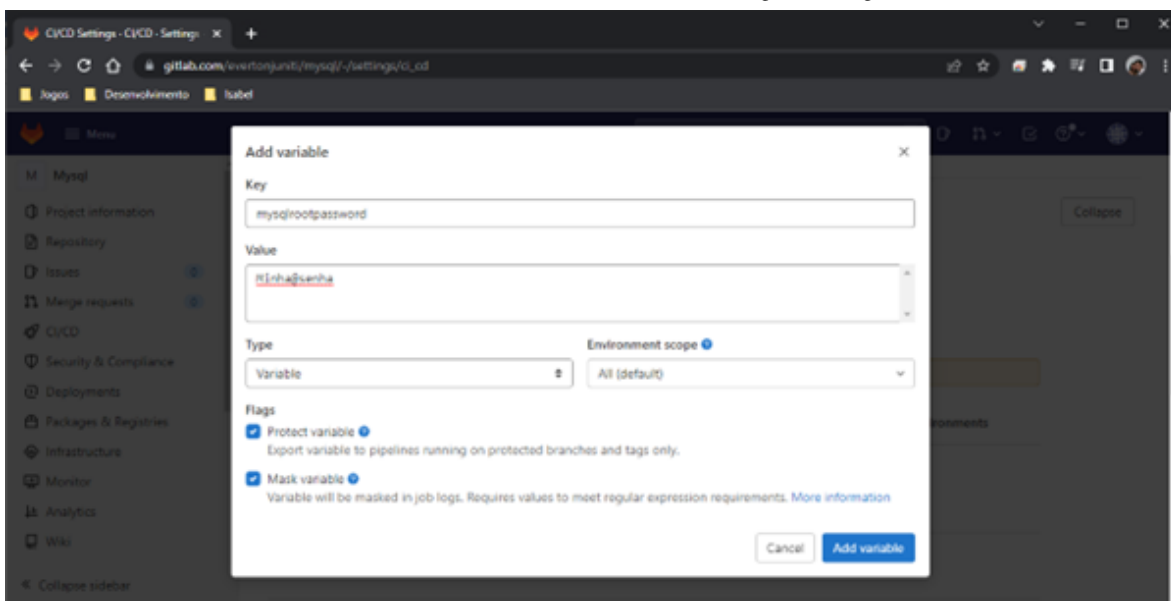 CI/CD Settings - CI/CD - Settings
gitlab.com/evertonjuniti/mysql/-/settings/ci_cd
Jogos Desenvolvimento Isabel
Menu
M Mysql
Project information
Repository
Issues 0
Merge requests 0
CI/CD
Security & Compliance
Deployments
Packages & Registries
Infrastructure
Monitor
Analytics
Wiki
Collapse sidebar
Collapse
Add variable
Key
mysqlrootpassword
Value
M1nha@senha
Type
Environment scope
Variable
All (default)
Flags
Protect variable
Export variable to pipelines running on protected branches and tags only.
Mask variable
Variable will be masked in job logs. Requires values to meet regular expression requirements. More information
Cancel
Add variable